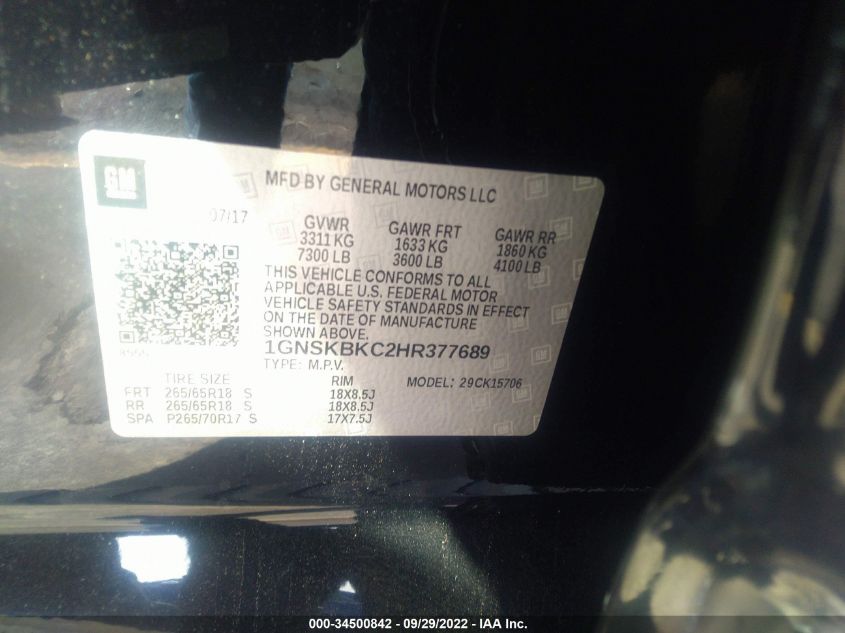 GM
MFD BY GENERAL MOTORS LLC
07/17
GVWR GAWR FRT GAWR RR
3311 KG 1633 KG 1860 KG
7300 LB 3600 LB 4100 LB
THIS VEHICLE CONFORMS TO ALL
APPLICABLE U.S. FEDERAL MOTOR
VEHICLE SAFETY STANDARDS IN EFFECT
ON THE DATE OF MANUFACTURE
SHOWN ABOVE.
1GNSKBKC2HR377689
TYPE: M.P.V.
TIRE SIZE RIM MODEL: 29CK15706
FRT 265/65R18 S 18X8.5J
RR 265/65R18 S 18X8.5J
SPA P265/70R17 S 17X7.5J
000-34500842 - 09/29/2022 - IAA Inc.